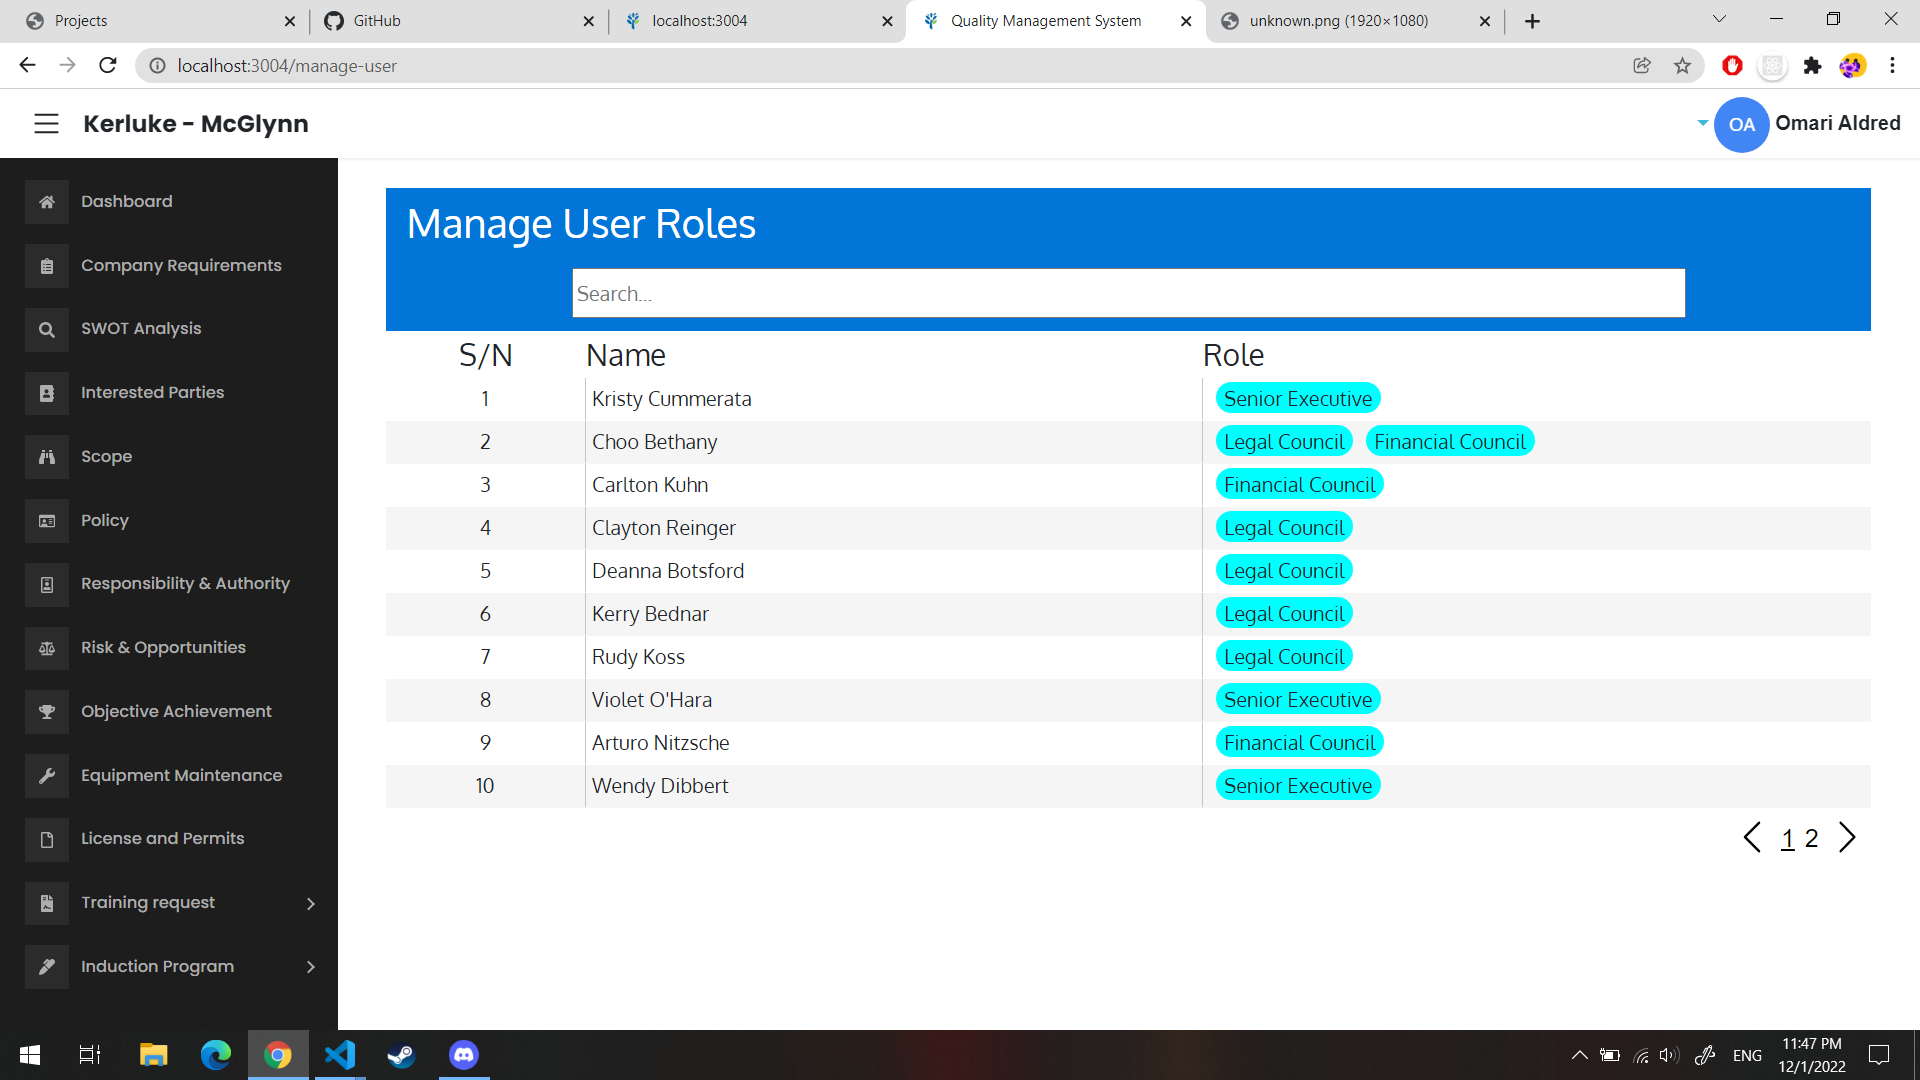 Projects GitHub localhost:3004 Quality Management System unknown.png (1920×1080)
localhost:3004/manage-user
Kerluke - McGlynn
OA Omari Aldred
Dashboard
Company Requirements
SWOT Analysis
Interested Parties
Scope
Policy
Responsibility & Authority
Risk & Opportunities
Objective Achievement
Equipment Maintenance
License and Permits
Training request
Induction Program
Manage User Roles
Search...
S/N Name Role
1 Kristy Cummerata Senior Executive
2 Choo Bethany Legal Council Financial Council
3 Carlton Kuhn Financial Council
4 Clayton Reinger Legal Council
5 Deanna Botsford Legal Council
6 Kerry Bednar Legal Council
7 Rudy Koss Legal Council
8 Violet O'Hara Senior Executive
9 Arturo Nitzsche Financial Council
10 Wendy Dibbert Senior Executive
1 2
ENG
11:47 PM
12/1/2022